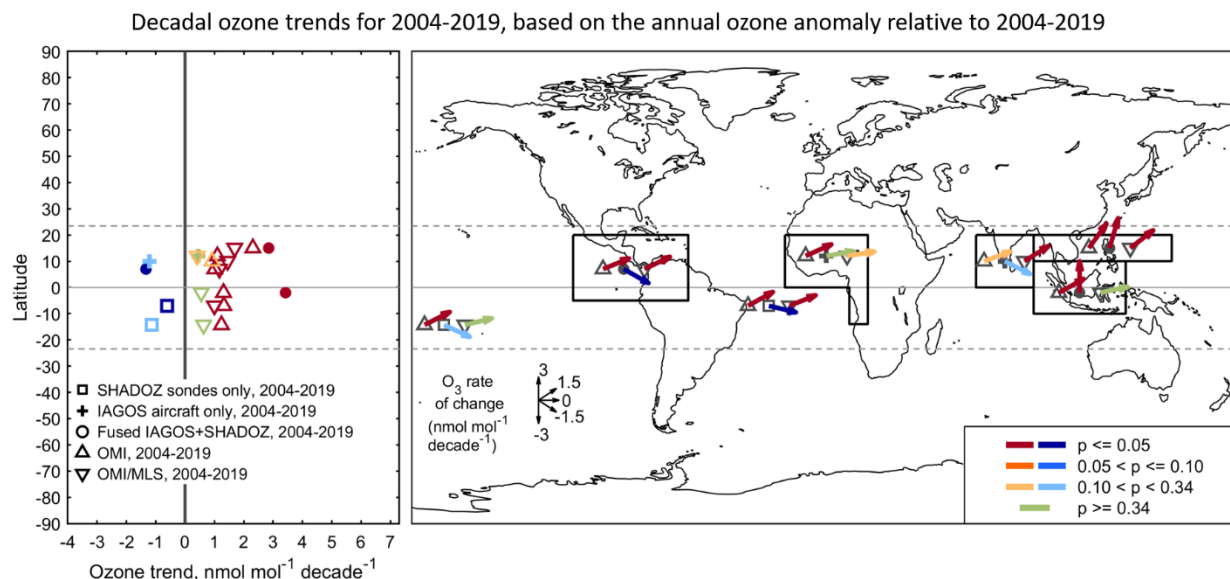 Decadal ozone trends for 2004-2019, based on the annual ozone anomaly relative to 2004-2019
90
80
70
60
50
40
30
20
10
0
-10
-20
-30
-40
-50
-60
-70
-80
-90
Latitude
SHADOZ sondes only, 2004-2019
IAGOS aircraft only, 2004-2019
Fused IAGOS+SHADOZ, 2004-2019
OMI, 2004-2019
OMI/MLS, 2004-2019
-4 -3 -2 -1 0 1 2 3 4 5 6 7
Ozone trend, nmol mol⁻¹ decade⁻¹
O₃ rate
of change
(nmol mol⁻¹
decade⁻¹)
3
1.5
0
-1.5
-3
p <= 0.05
0.05 < p <= 0.10
0.10 < p < 0.34
p >= 0.34